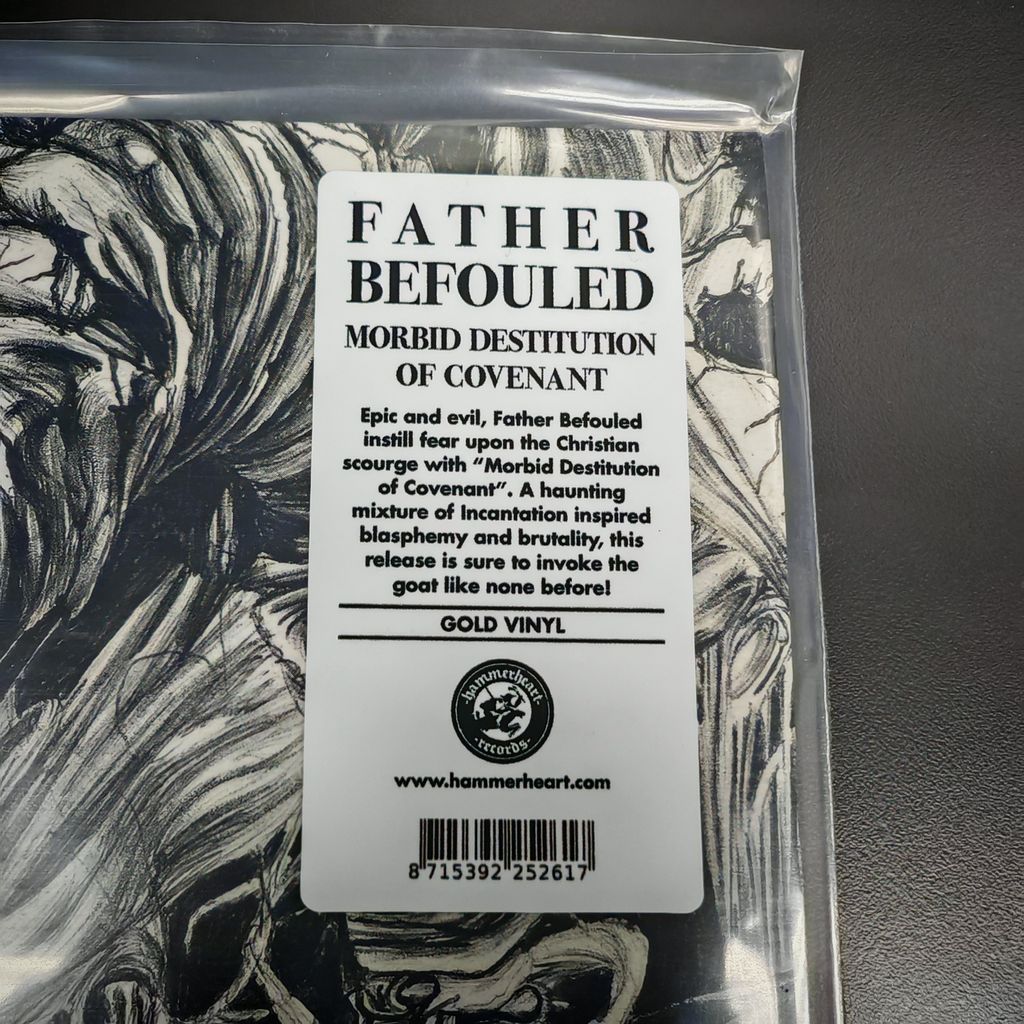 FATHER
BEFOULED
MORBID DESTITUTION
OF COVENANT
Epic and evil, Father Befouled
instill fear upon the Christian
scourge with “Morbid Destitution
of Covenant”. A haunting
mixture of Incantation inspired
blasphemy and brutality, this
release is sure to invoke the
goat like none before!
GOLD VINYL
·hammerheart·
·records·
www.hammerheart.com
8 715392 252617